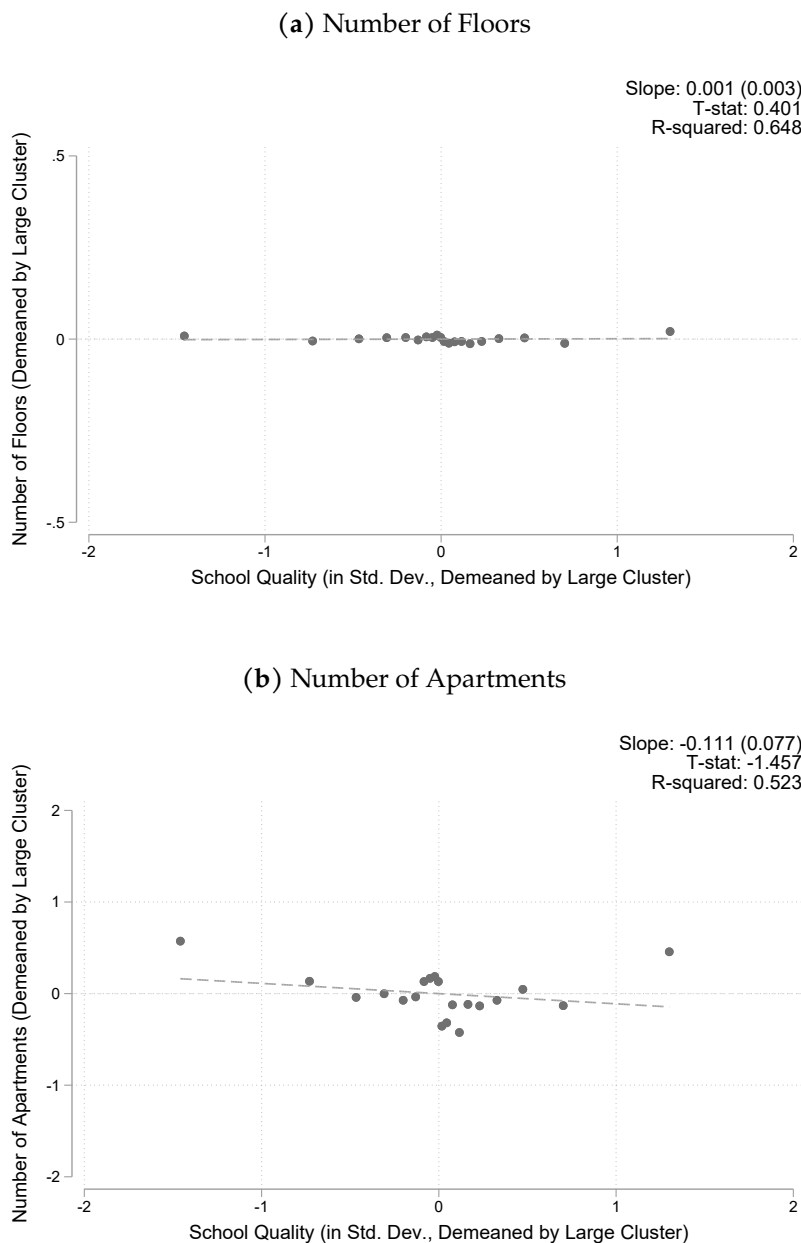 (a) Number of Floors
Slope: 0.001 (0.003)
T-stat: 0.401
R-squared: 0.648
Number of Floors (Demeaned by Large Cluster)
.5
0
-.5
-2
-1
0
1
2
School Quality (in Std. Dev., Demeaned by Large Cluster)
(b) Number of Apartments
Slope: -0.111 (0.077)
T-stat: -1.457
R-squared: 0.523
Number of Apartments (Demeaned by Large Cluster)
2
1
0
-1
-2
-2
-1
0
1
2
School Quality (in Std. Dev., Demeaned by Large Cluster)